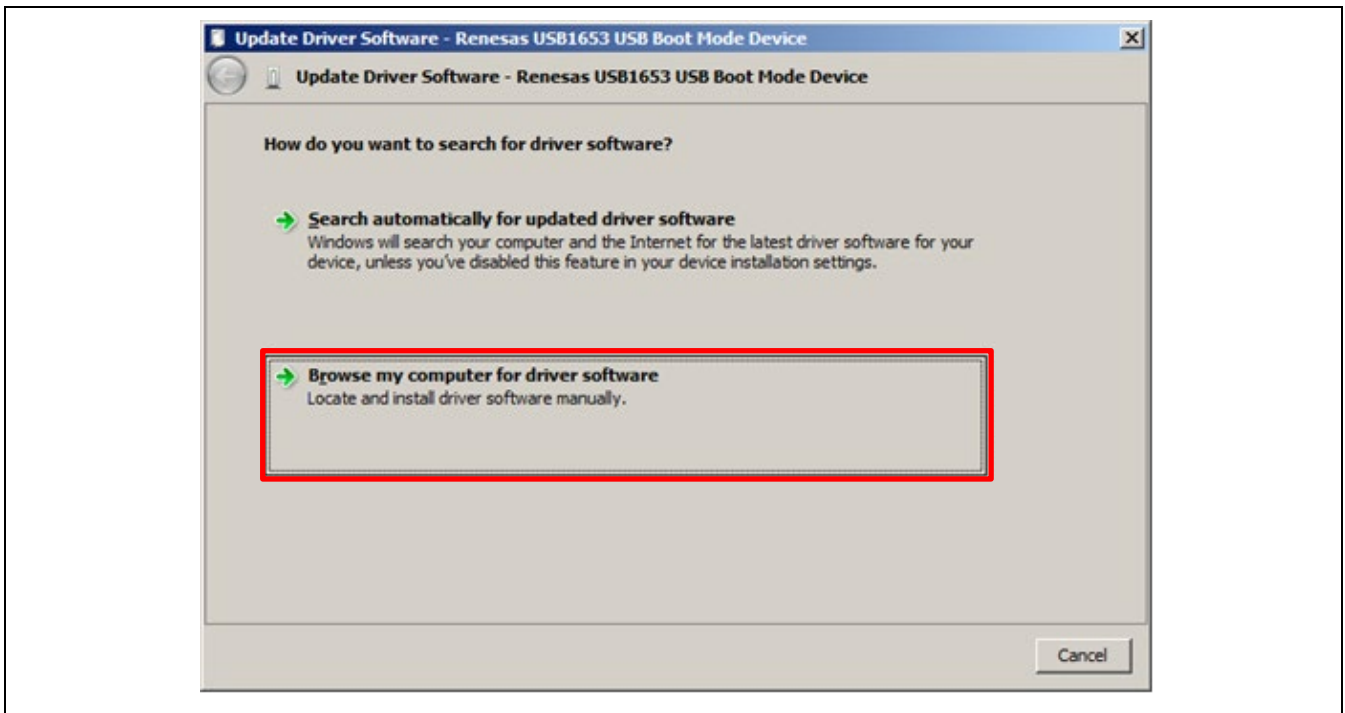 Update Driver Software - Renesas USB1653 USB Boot Mode Device
Update Driver Software - Renesas USB1653 USB Boot Mode Device
How do you want to search for driver software?
Search automatically for updated driver software
Windows will search your computer and the Internet for the latest driver software for your
device, unless you've disabled this feature in your device installation settings.
Browse my computer for driver software
Locate and install driver software manually.
Cancel